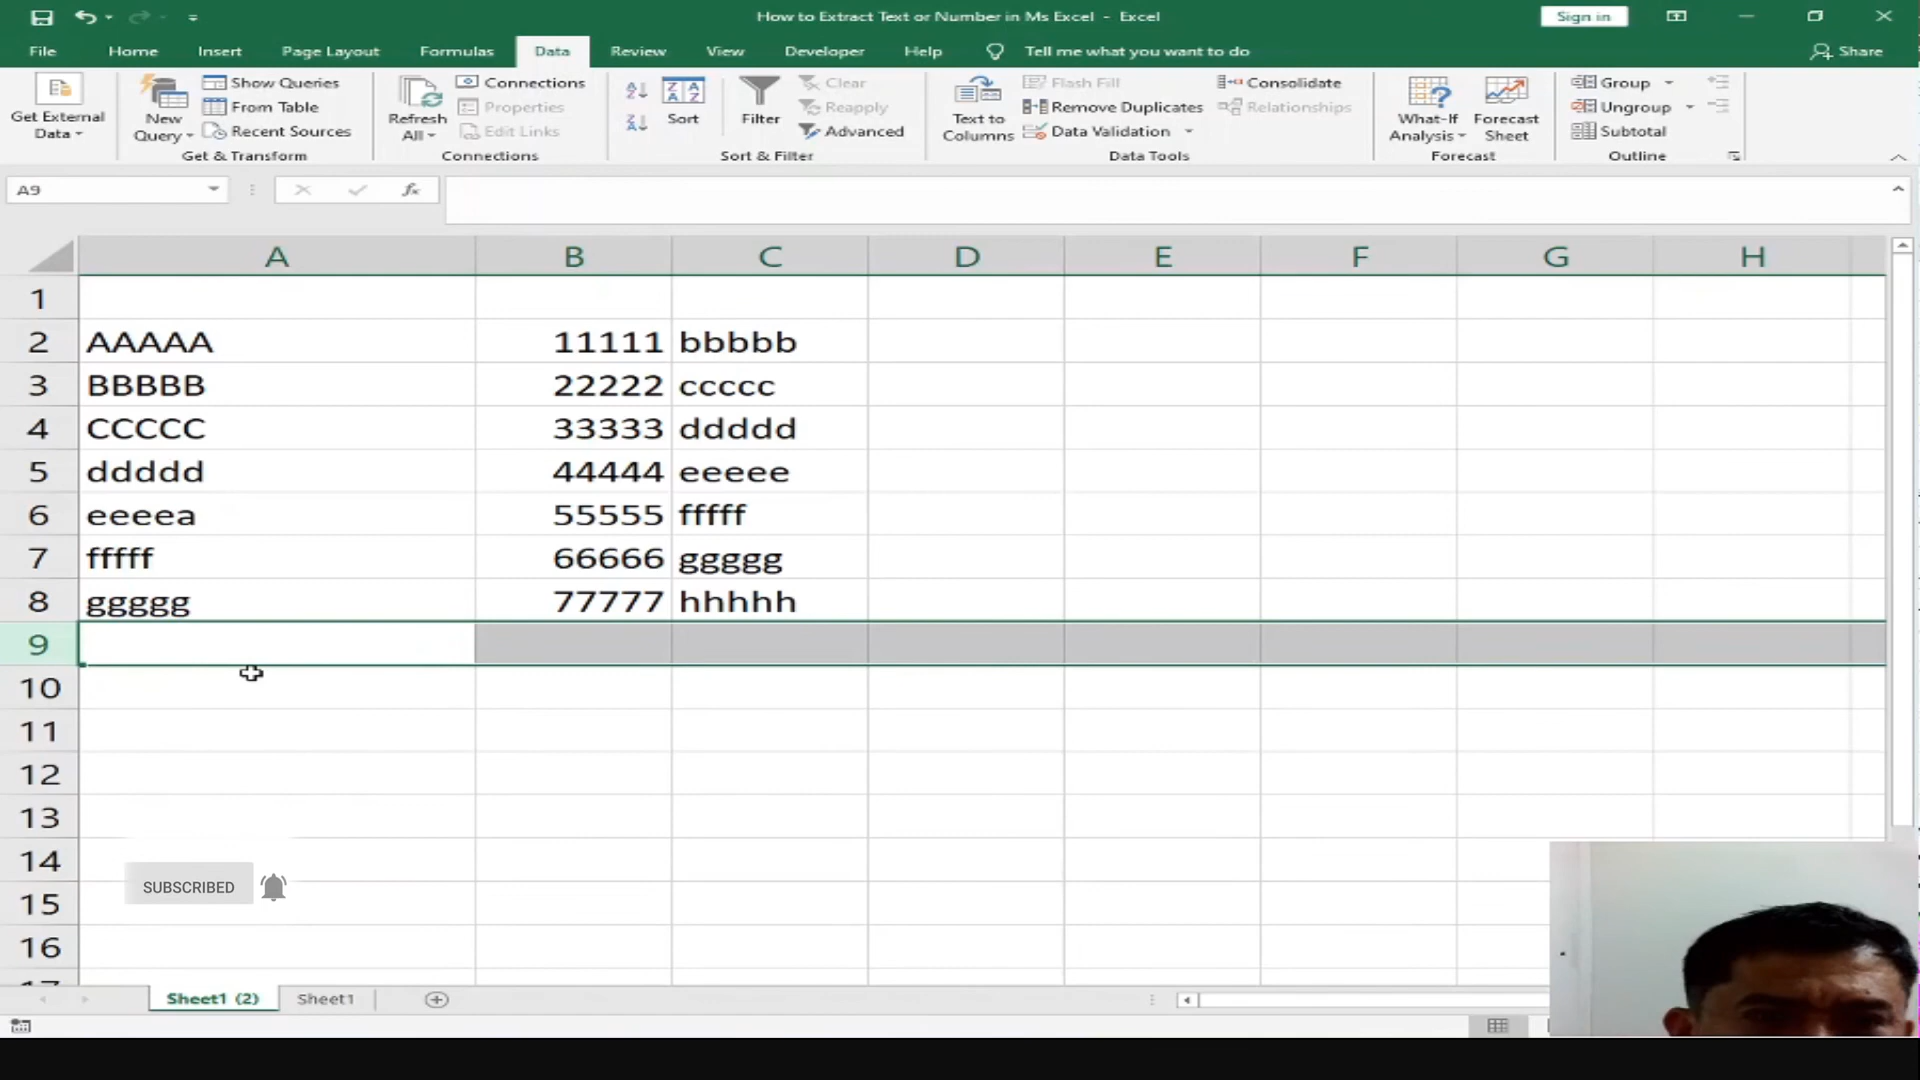 How to Extract Text or Number in Ms Excel - Excel
Sign in
File Home Insert Page Layout Formulas Data Review View Developer Help Tell me what you want to do Share
Get External Data
New Query
Show Queries
From Table
Recent Sources
Get & Transform
Refresh All
Connections
Properties
Edit Links
Connections
Sort
Filter
Clear
Reapply
Advanced
Sort & Filter
Text to Columns
Flash Fill
Remove Duplicates
Data Validation
Consolidate
Relationships
Data Tools
What-If Analysis
Forecast Sheet
Forecast
Group
Ungroup
Subtotal
Outline
A9
fx
A B C D E F G H
1
2 AAAAA 11111 bbbbb
3 BBBBB 22222 ccccc
4 CCCCC 33333 ddddd
5 ddddd 44444 eeeee
6 eeeea 55555 fffff
7 fffff 66666 ggggg
8 ggggg 77777 hhhhh
9
10
11
12
13
14
SUBSCRIBED
15
16
Sheet1 (2) Sheet1